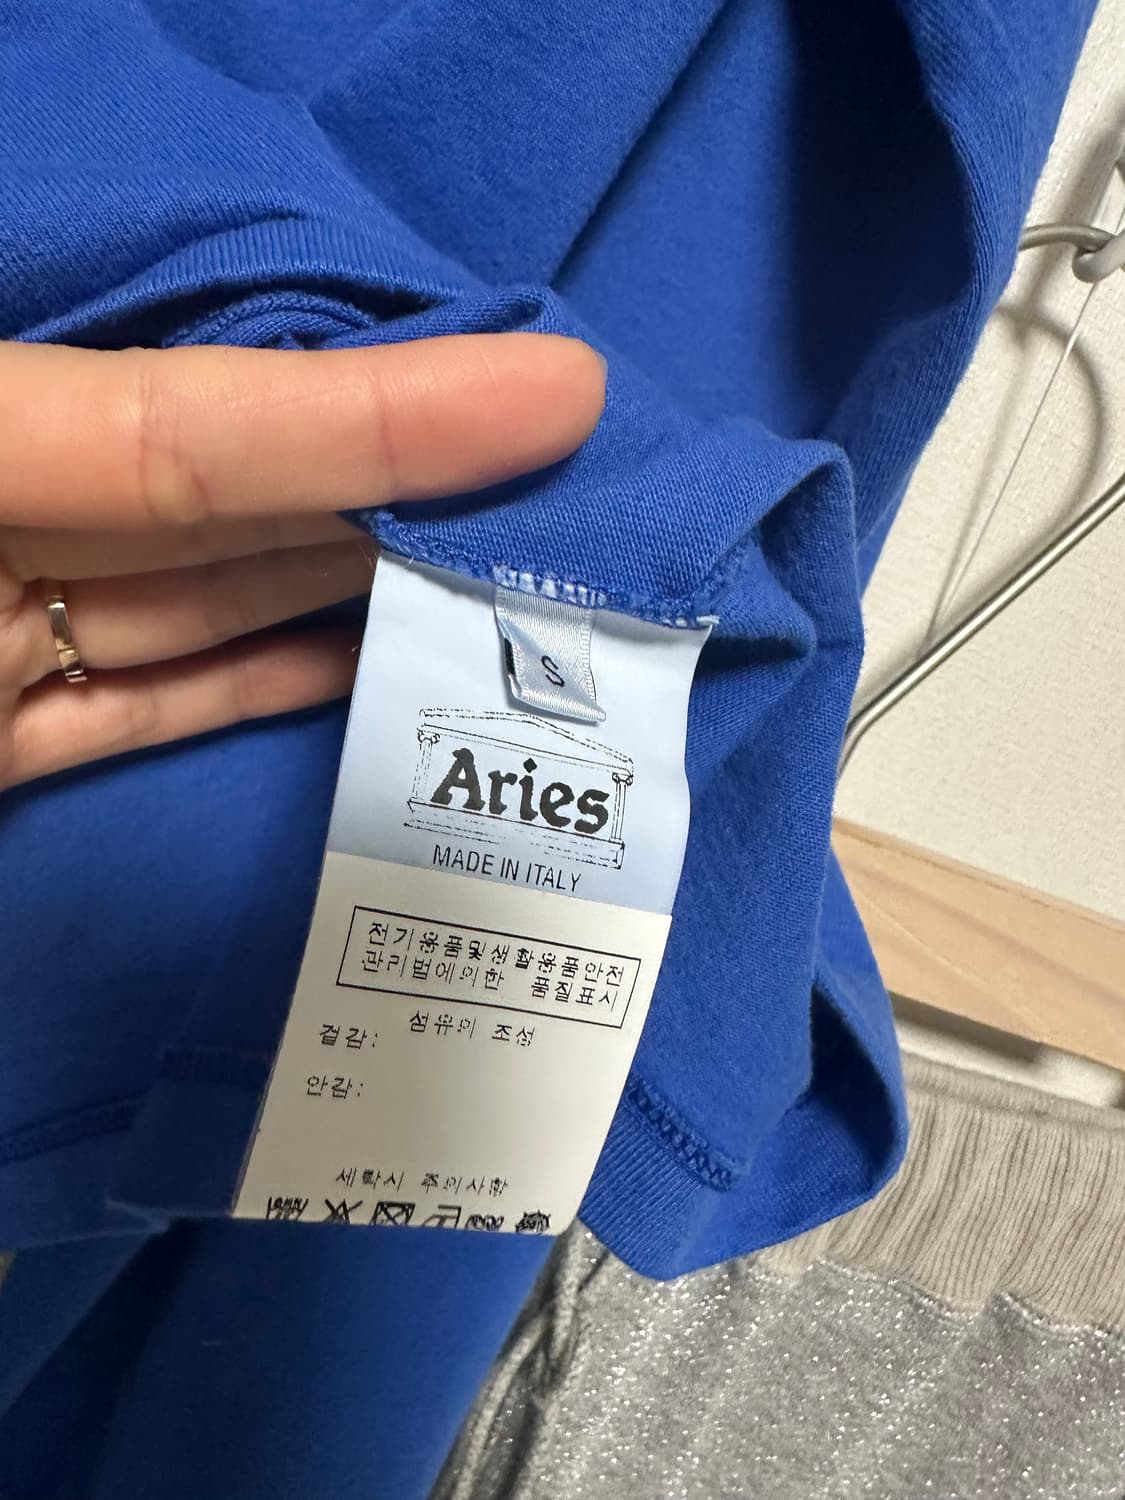 S
Aries
MADE IN ITALY
전기용품및생활용품안전
관리법에의한 품질표시
섬유의 조성
겉감:
안감:
세탁시 주의사항